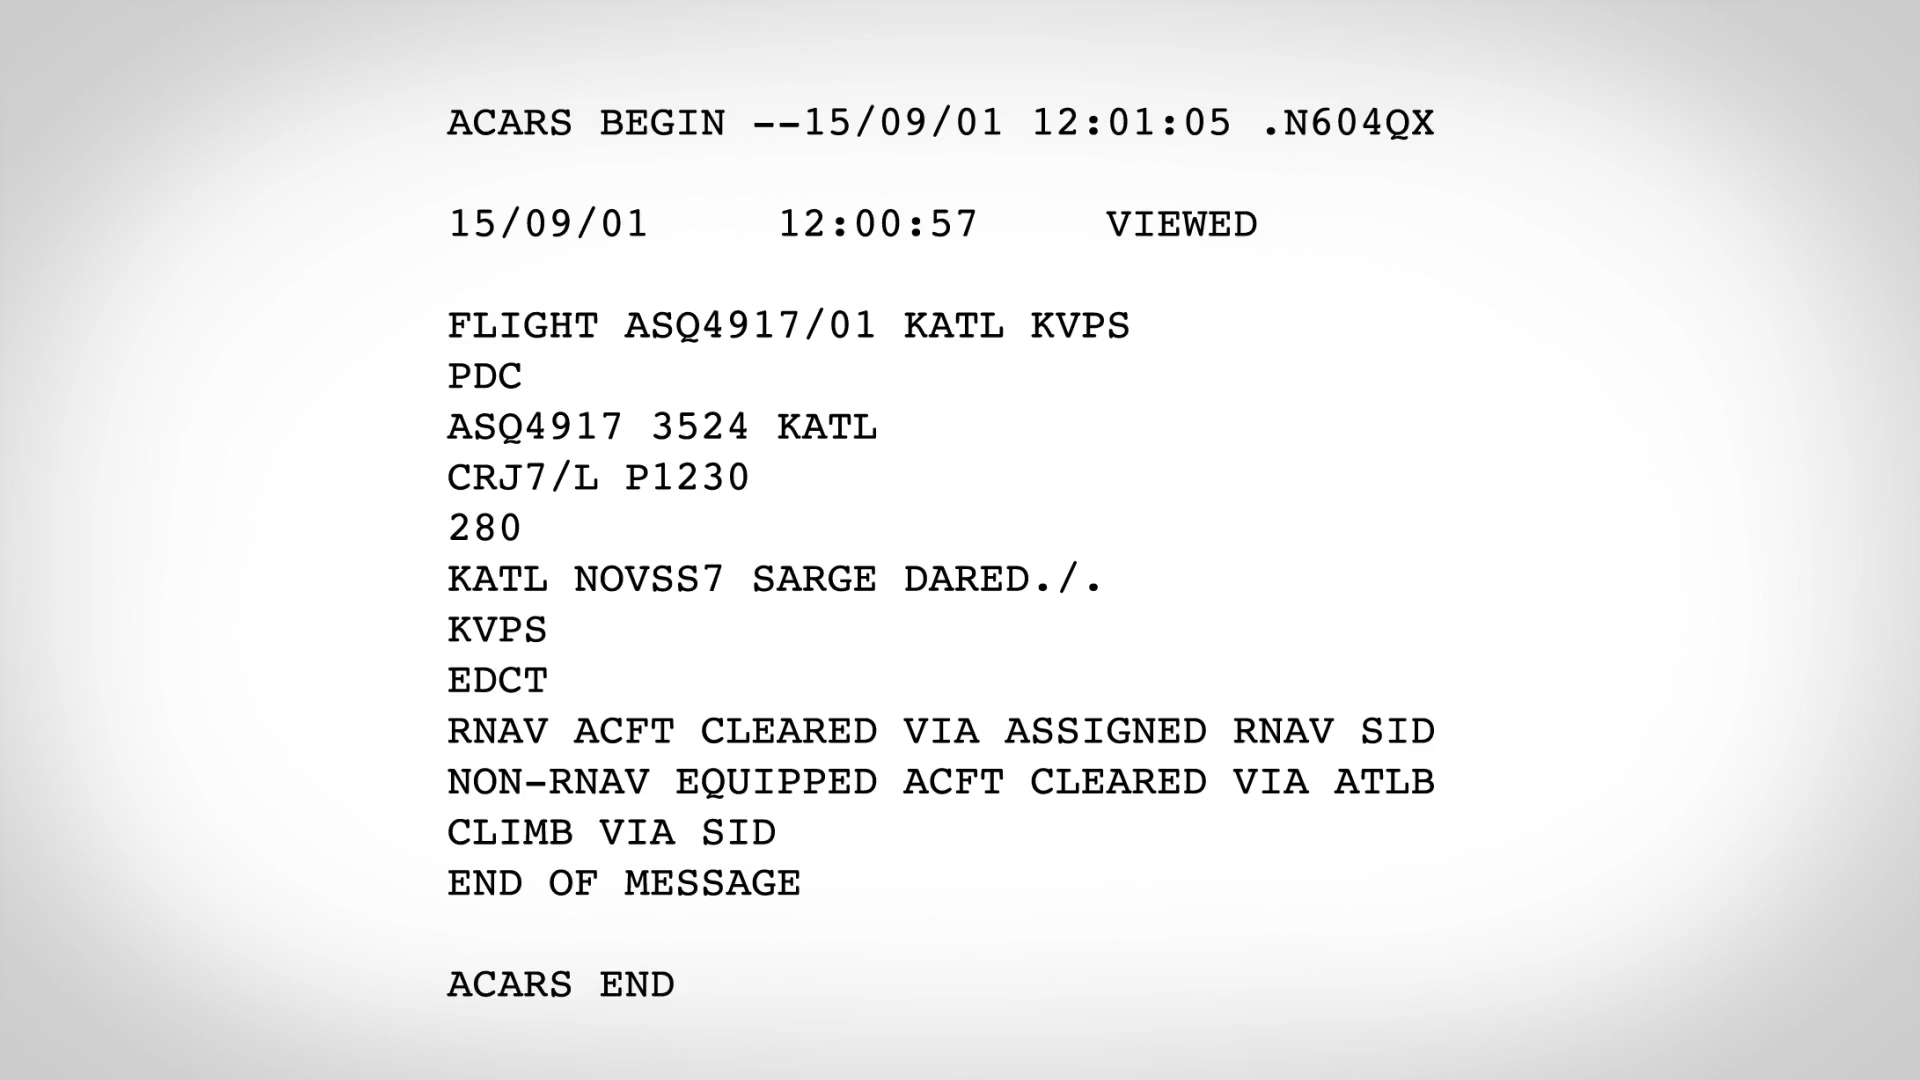 ACARS BEGIN --15/09/01 12:01:05 .N604QX
15/09/01 12:00:57 VIEWED
FLIGHT ASQ4917/01 KATL KVPS
PDC
ASQ4917 3524 KATL
CRJ7/L P1230
280
KATL NOVSS7 SARGE DARED./.
KVPS
EDCT
RNAV ACFT CLEARED VIA ASSIGNED RNAV SID
NON-RNAV EQUIPPED ACFT CLEARED VIA ATLB
CLIMB VIA SID
END OF MESSAGE
ACARS END